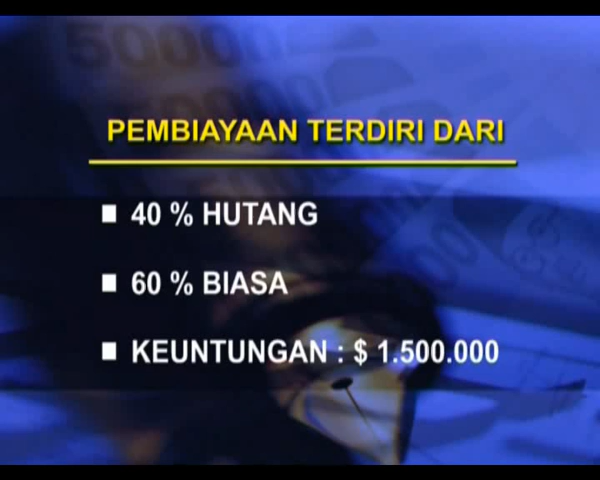 PEMBIAYAAN TERDIRI DARI
40 % HUTANG
60 % BIASA
KEUNTUNGAN : $ 1.500.000